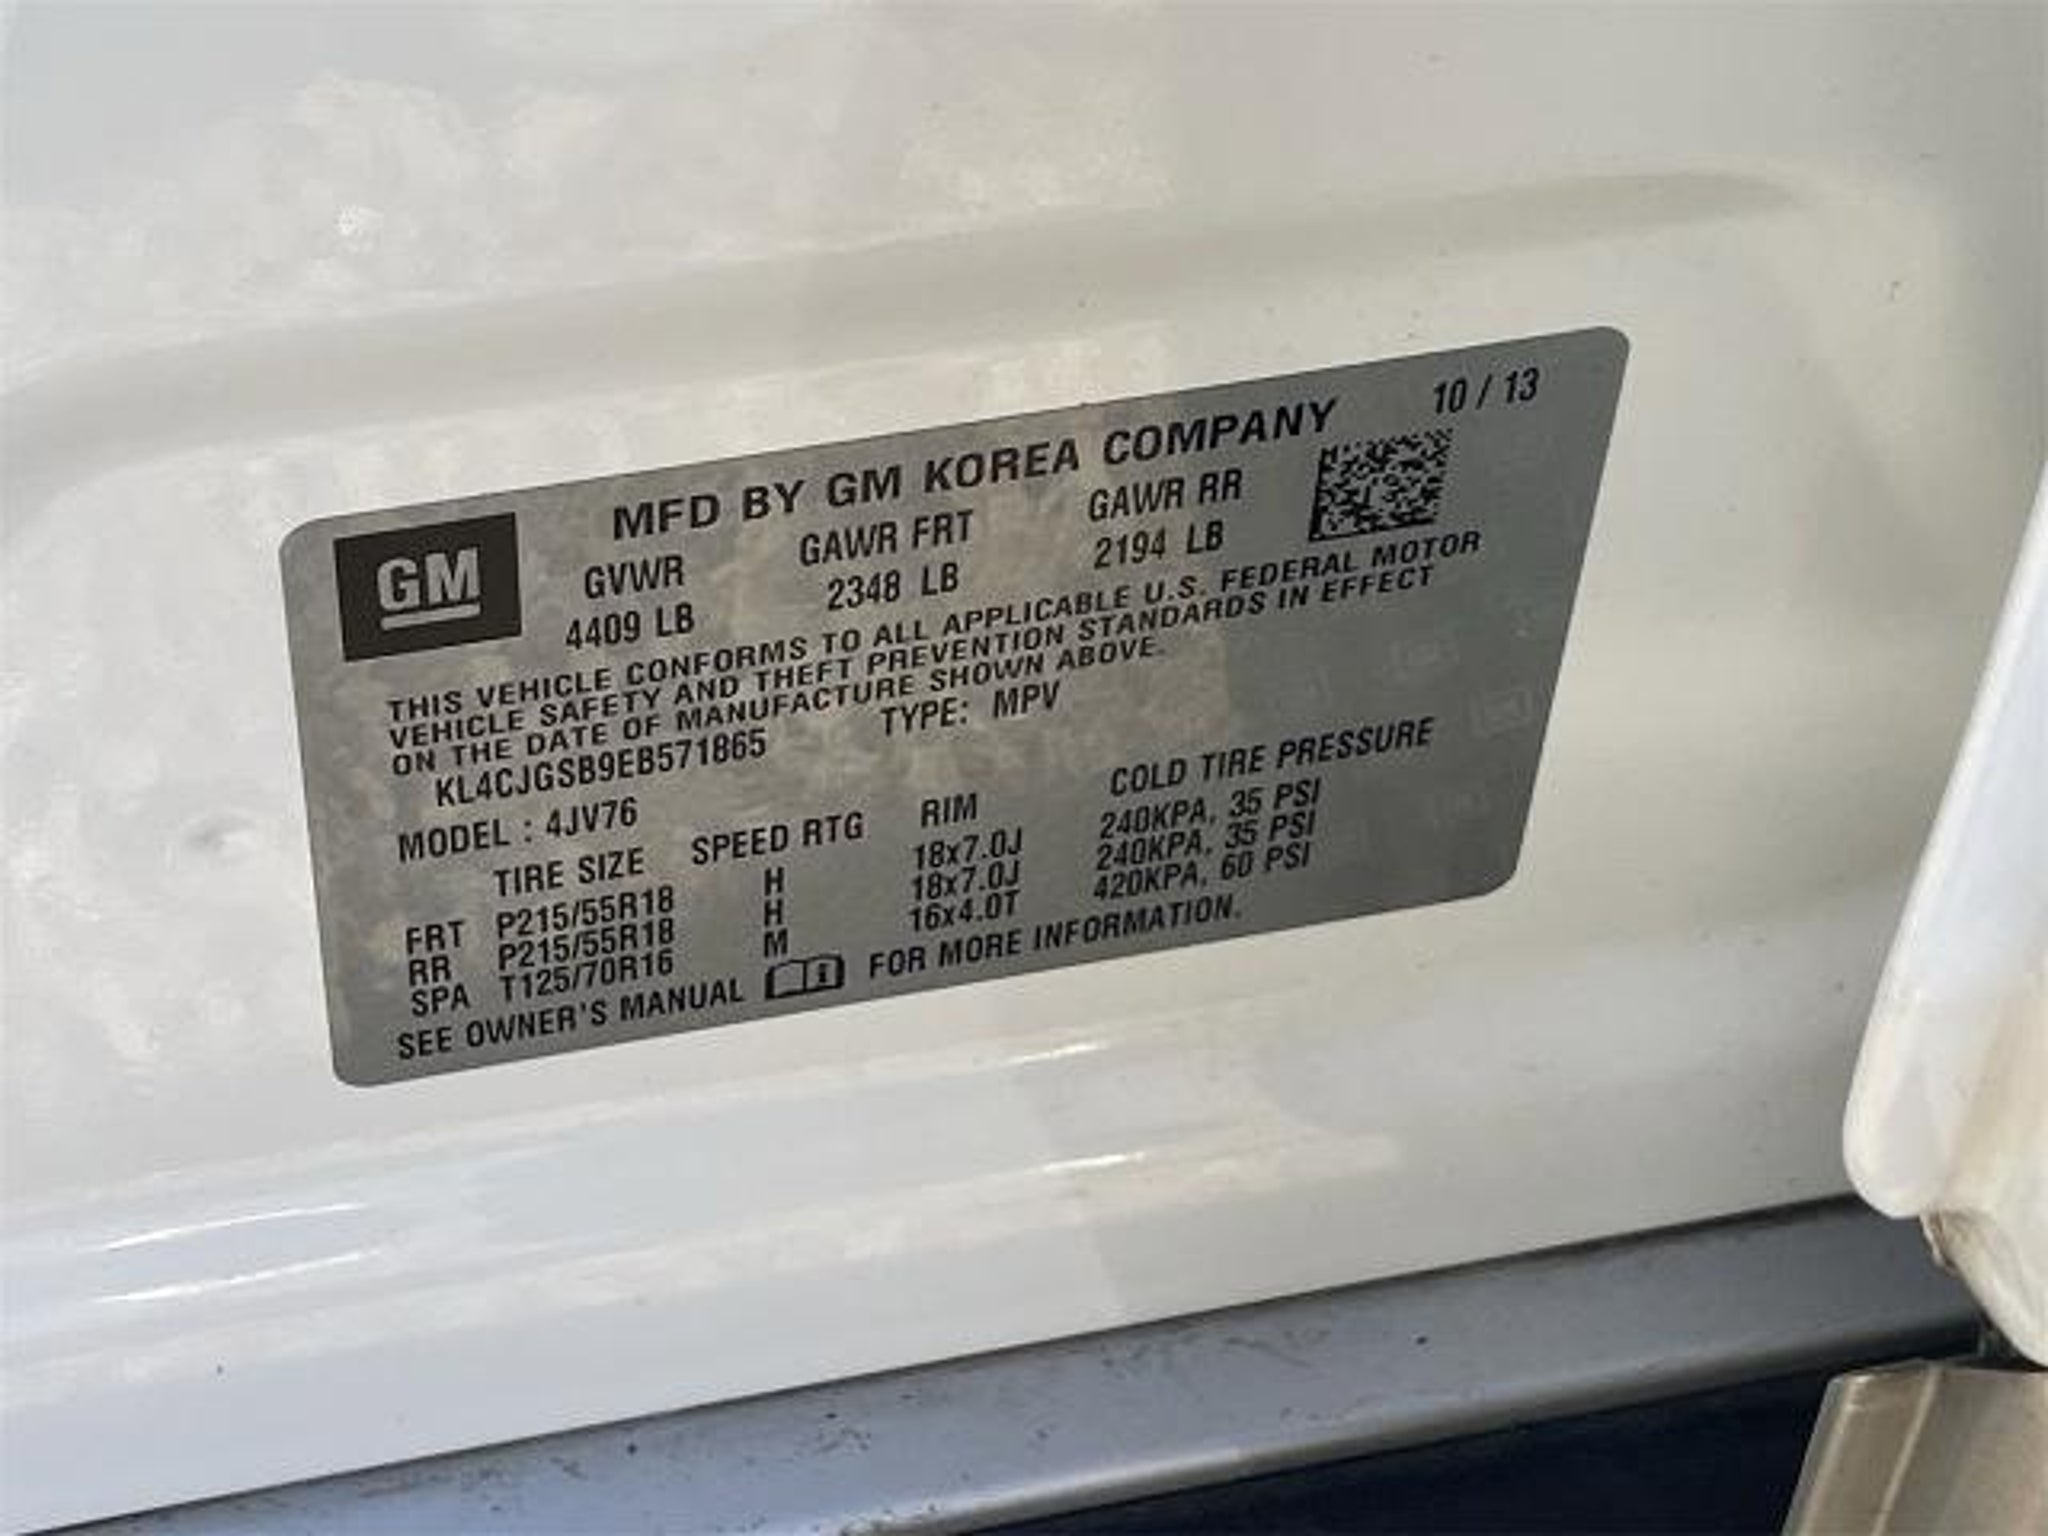 10 / 13
MFD BY GM KOREA COMPANY
GM
GVWR GAWR FRT GAWR RR
4409 LB 2348 LB 2194 LB
THIS VEHICLE CONFORMS TO ALL APPLICABLE U.S. FEDERAL MOTOR
VEHICLE SAFETY AND THEFT PREVENTION STANDARDS IN EFFECT
ON THE DATE OF MANUFACTURE SHOWN ABOVE.
KL4CJGSB9EB571865 TYPE: MPV
MODEL : 4JV76
TIRE SIZE SPEED RTG RIM COLD TIRE PRESSURE
FRT P215/55R18 H 18x7.0J 240KPA, 35 PSI
RR P215/55R18 H 18x7.0J 240KPA, 35 PSI
SPA T125/70R16 M 16x4.0T 420KPA, 60 PSI
SEE OWNER'S MANUAL FOR MORE INFORMATION.